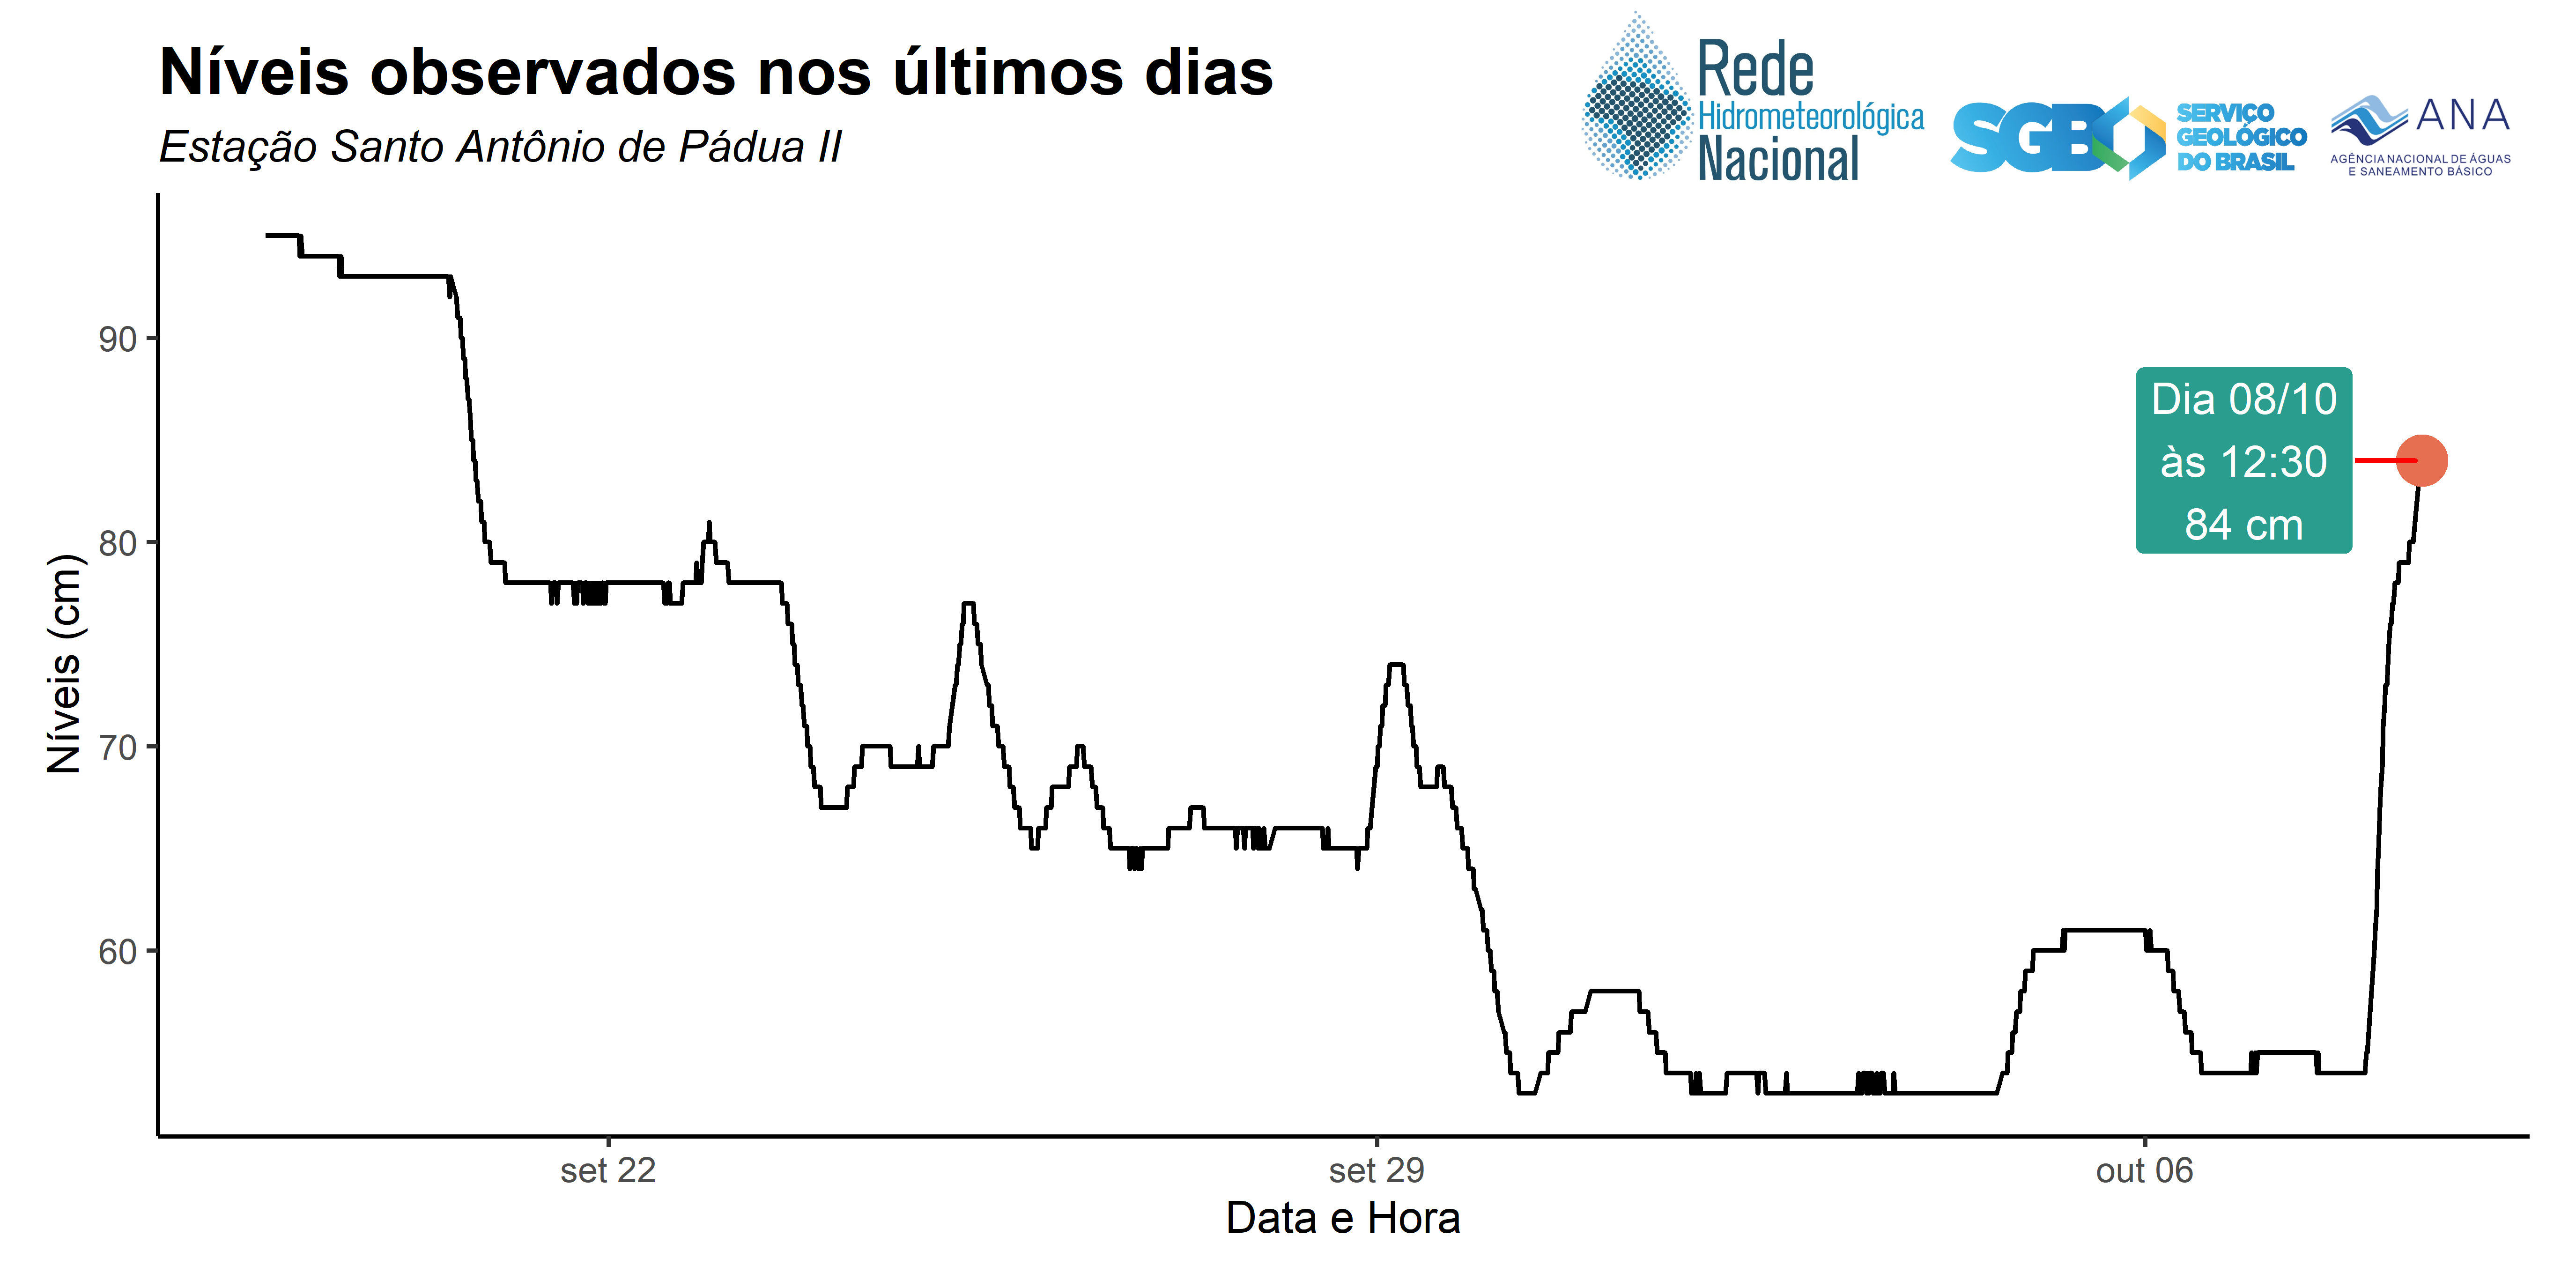 Níveis observados nos últimos dias
Estação Santo Antônio de Pádua II
Rede
Hidrometeorológica
Nacional
SGB
SERVIÇO
GEOLÓGICO
DO BRASIL
ANA
AGÊNCIA NACIONAL DE ÁGUAS
E SANEAMENTO BÁSICO
Níveis (cm)
90
80
70
60
Dia 08/10
às 12:30
84 cm
set 22
set 29
out 06
Data e Hora